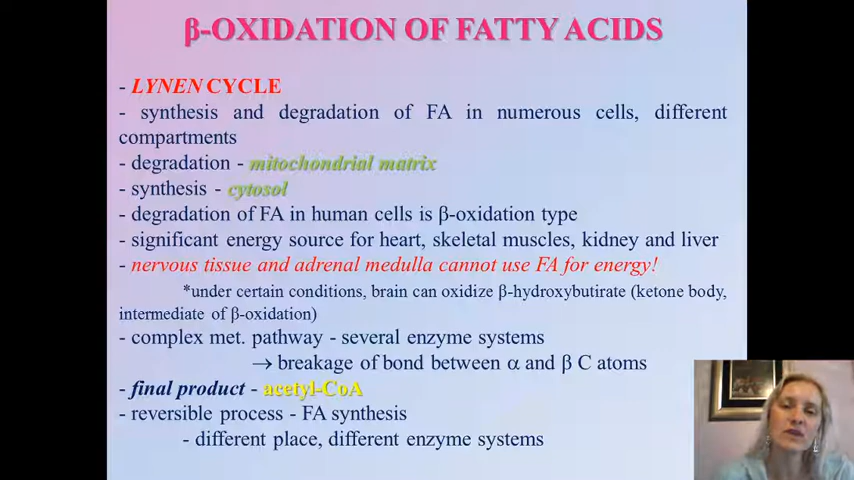 β-OXIDATION OF FATTY ACIDS
- LYNEN CYCLE
- synthesis and degradation of FA in numerous cells, different
compartments
- degradation - mitochondrial matrix
- synthesis - cytosol
- degradation of FA in human cells is β-oxidation type
- significant energy source for heart, skeletal muscles, kidney and liver
- nervous tissue and adrenal medulla cannot use FA for energy!
*under certain conditions, brain can oxidize β-hydroxybutirate (ketone body,
intermediate of β-oxidation)
- complex met. pathway - several enzyme systems
→ breakage of bond between α and β C atoms
- final product - acetyl-CoA
- reversible process - FA synthesis
- different place, different enzyme systems